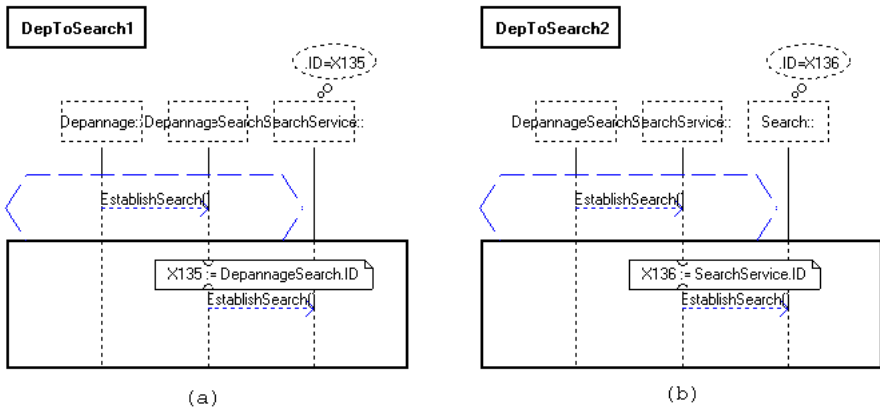 DepToSearch1
.ID=X135
Depannage:: DepannageSearch SearchService::
EstablishSearch()
X135 := DepannageSearch.ID
EstablishSearch()
(a)
DepToSearch2
.ID=X136
DepannageSearch SearchService:: Search::
EstablishSearch()
X136 := SearchService.ID
EstablishSearch()
(b)